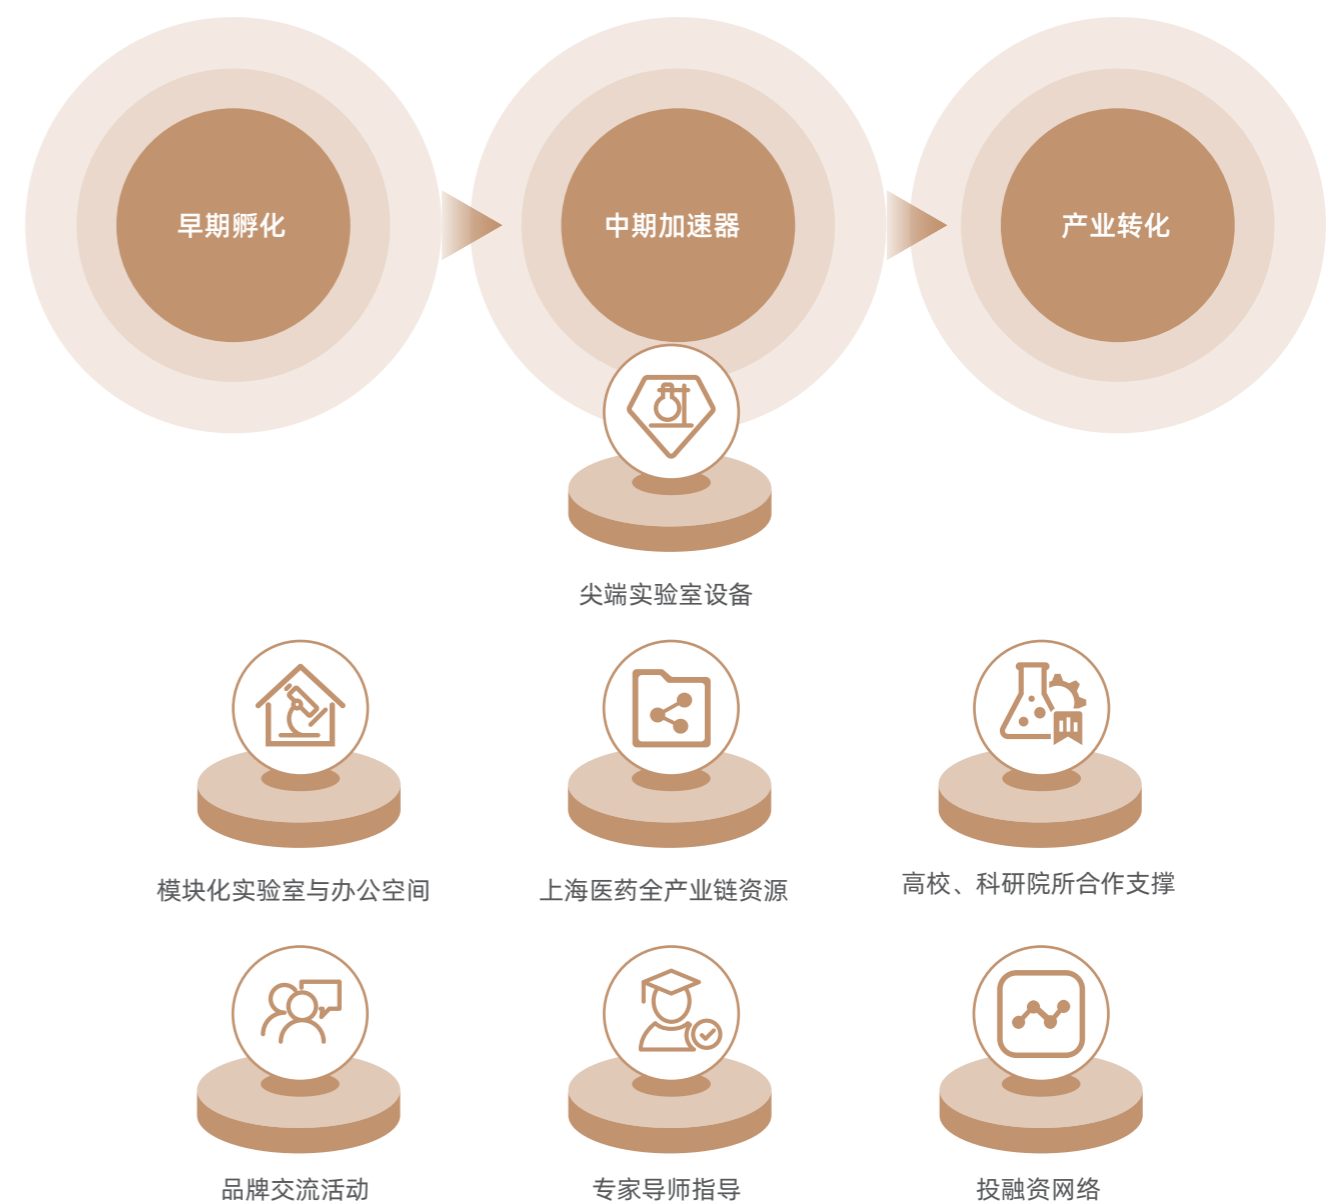 早期孵化
中期加速器
产业转化
尖端实验室设备
模块化实验室与办公空间
上海医药全产业链资源
高校、科研院所合作支撑
品牌交流活动
专家导师指导
投融资网络